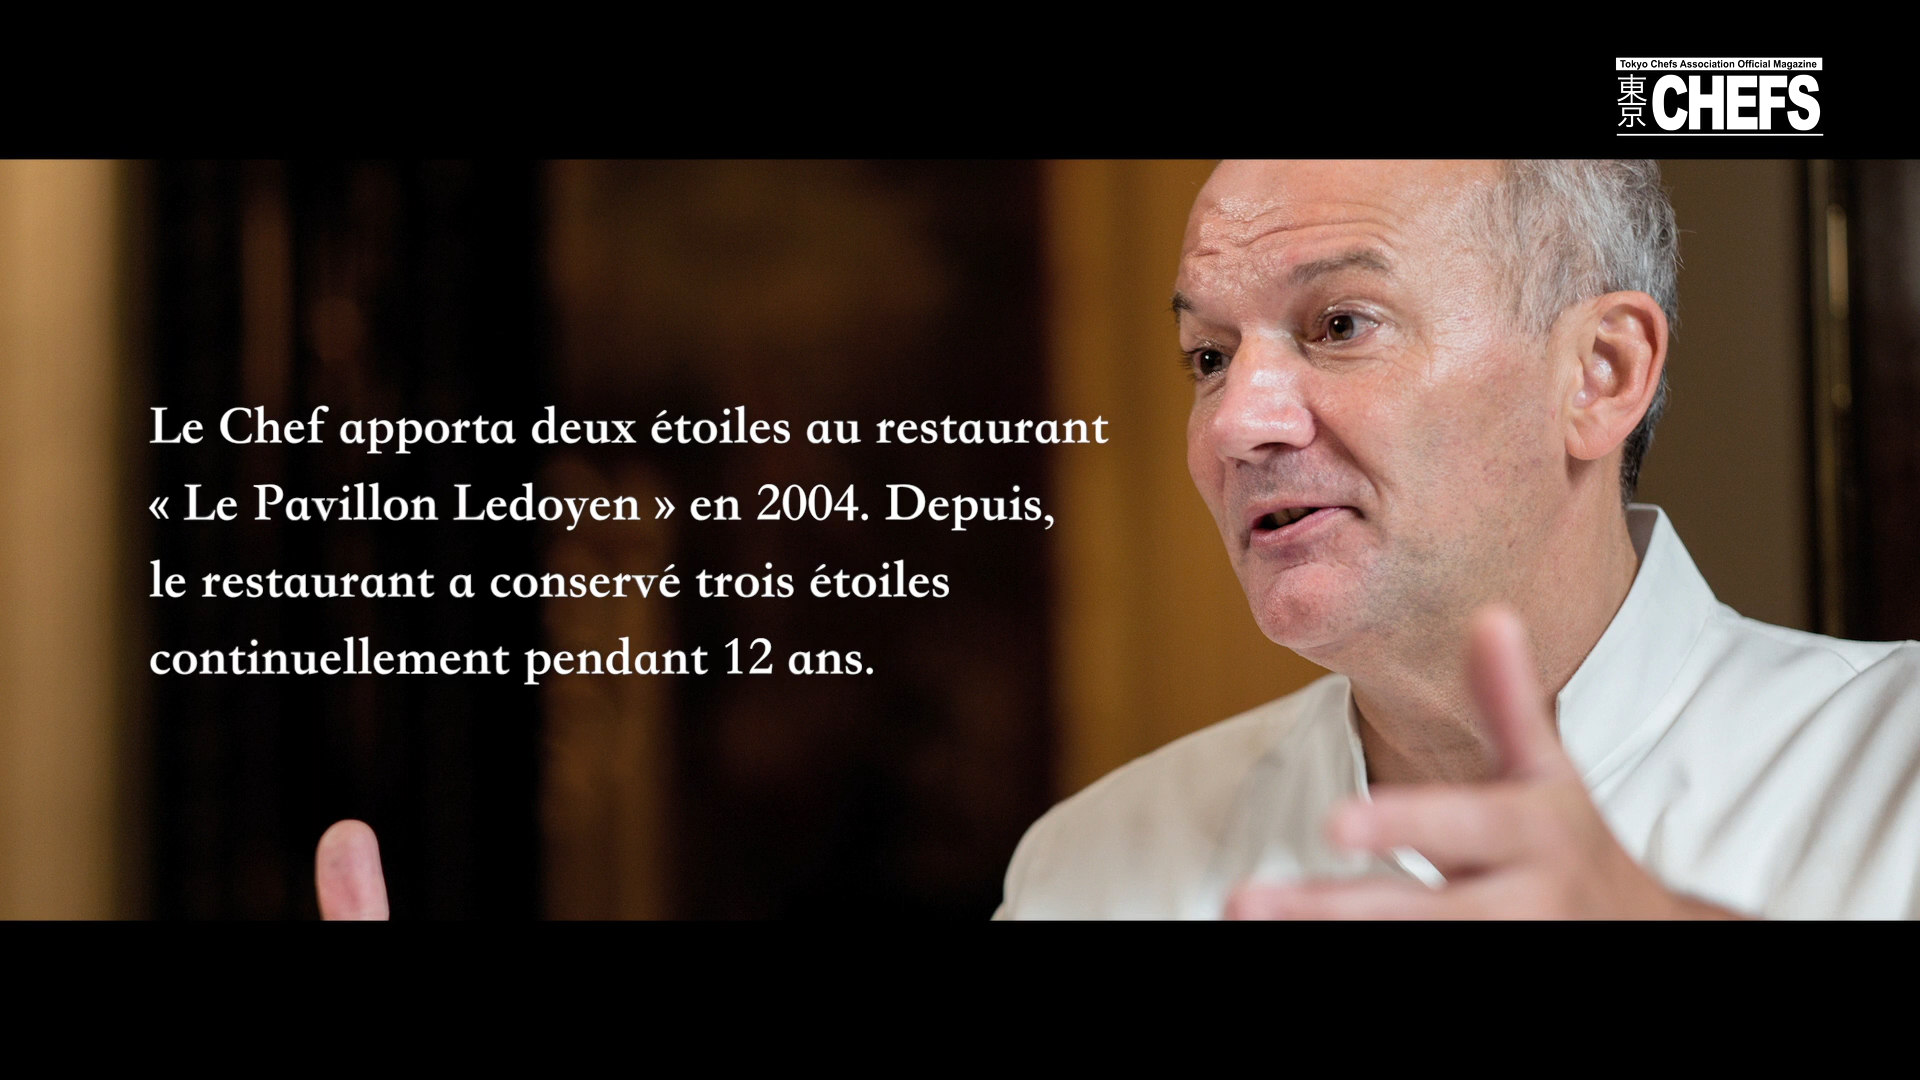 Tokyo Chefs Association Official Magazine
東京 CHEFS
Le Chef apporta deux étoiles au restaurant
« Le Pavillon Ledoyen » en 2004. Depuis,
le restaurant a conservé trois étoiles
continuellement pendant 12 ans.